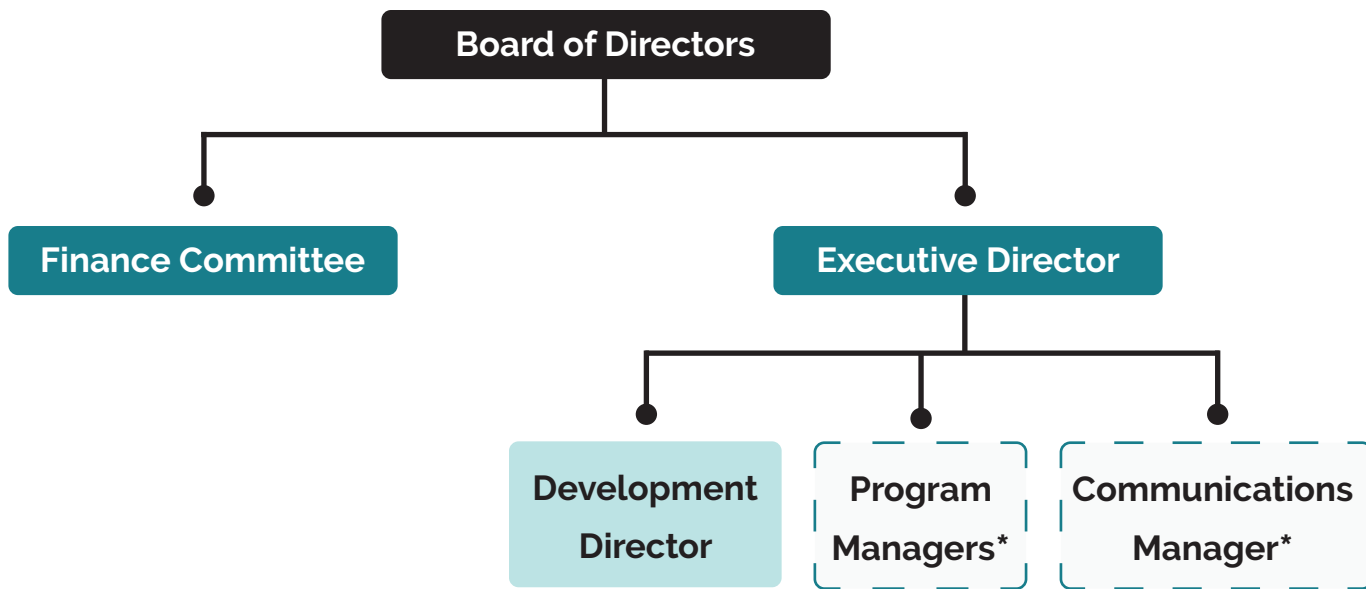 Board of Directors
Finance Committee
Executive Director
Development
Director
Program
Managers*
Communications
Manager*